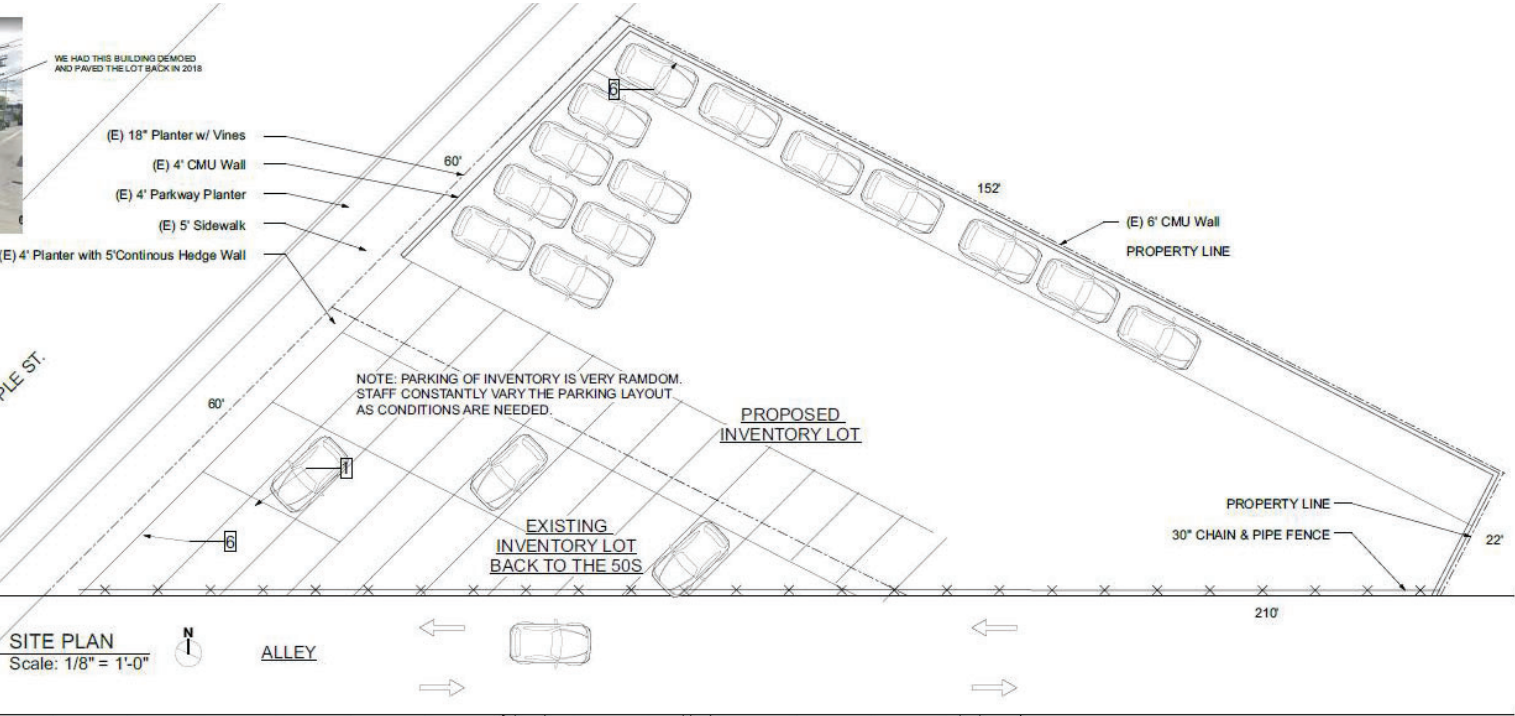 WE HAD THIS BUILDING DEMOED
AND PAVED THE LOT BACK IN 2018
(E) 18" Planter w/ Vines
(E) 4' CMU Wall
(E) 4' Parkway Planter
(E) 5' Sidewalk
(E) 4' Planter with 5'Continous Hedge Wall
60'
6
152'
(E) 6' CMU Wall
PROPERTY LINE
PLE ST.
60'
NOTE: PARKING OF INVENTORY IS VERY RAMDOM.
STAFF CONSTANTLY VARY THE PARKING LAYOUT
AS CONDITIONS ARE NEEDED.
PROPOSED
INVENTORY LOT
1
6
EXISTING
INVENTORY LOT
BACK TO THE 50S
PROPERTY LINE
30" CHAIN & PIPE FENCE
22'
210'
SITE PLAN
Scale: 1/8" = 1'-0"
N
ALLEY